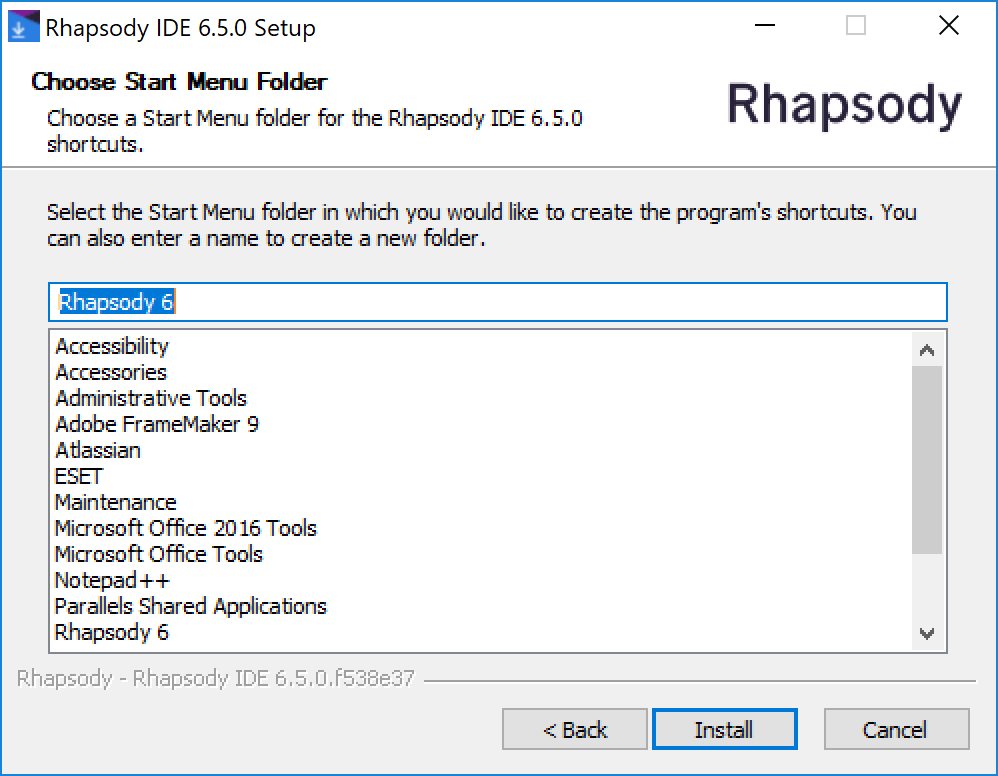 Rhapsody IDE 6.5.0 Setup
Choose Start Menu Folder
Choose a Start Menu folder for the Rhapsody IDE 6.5.0
shortcuts.
Rhapsody
Select the Start Menu folder in which you would like to create the program's shortcuts. You
can also enter a name to create a new folder.
Rhapsody 6
Accessibility
Accessories
Administrative Tools
Adobe FrameMaker 9
Atlassian
ESET
Maintenance
Microsoft Office 2016 Tools
Microsoft Office Tools
Notepad++
Parallels Shared Applications
Rhapsody 6
Rhapsody - Rhapsody IDE 6.5.0.f538e37
< Back
Install
Cancel